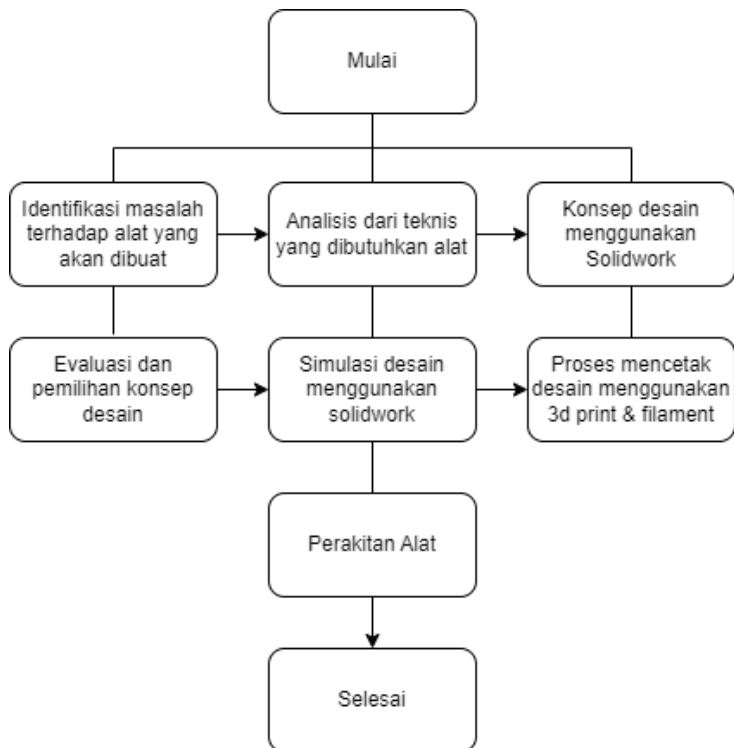 Mulai
Identifikasi masalah
terhadap alat yang
akan dibuat
Analisis dari teknis
yang dibutuhkan alat
Konsep desain
menggunakan
Solidwork
Evaluasi dan
pemilihan konsep
desain
Simulasi desain
menggunakan
solidwork
Proses mencetak
desain menggunakan
3d print & filament
Perakitan Alat
Selesai